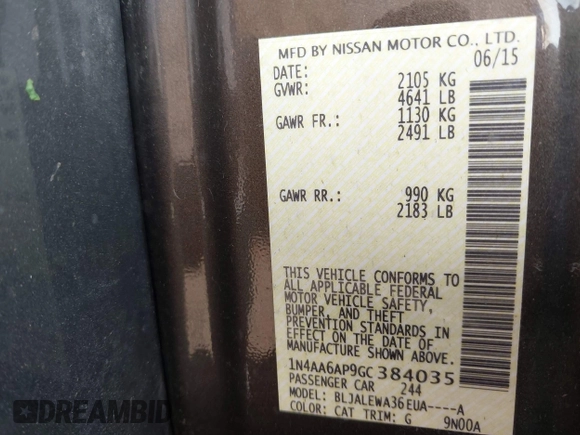 MFD BY NISSAN MOTOR CO., LTD.
DATE: 06/15
GVWR: 2105 KG
4641 LB
GAWR FR.: 1130 KG
2491 LB
GAWR RR.: 990 KG
2183 LB
THIS VEHICLE CONFORMS TO
ALL APPLICABLE FEDERAL
MOTOR VEHICLE SAFETY,
BUMPER, AND THEFT
PREVENTION STANDARDS IN
EFFECT ON THE DATE OF
MANUFACTURE SHOWN ABOVE.
1N4AA6AP9GC384035
PASSENGER CAR 244
MODEL: BLJALEWA36EUA----A
COLOR: CAT TRIM: G 9N00A
DREAMBID